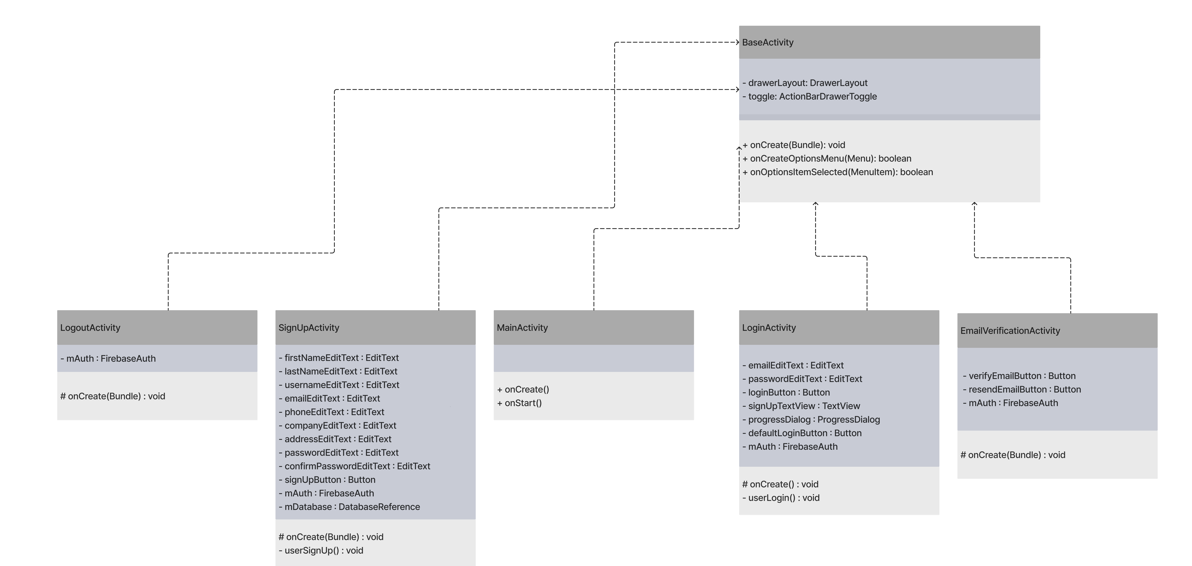 BaseActivity
- drawerLayout: DrawerLayout
- toggle: ActionBarDrawerToggle
+ onCreate(Bundle): void
+ onCreateOptionsMenu(Menu): boolean
+ onOptionsItemSelected(MenuItem): boolean
LogoutActivity
- mAuth : FirebaseAuth
# onCreate(Bundle) : void
SignUpActivity
- firstNameEditText : EditText
- lastNameEditText : EditText
- usernameEditText : EditText
- emailEditText : EditText
- phoneEditText : EditText
- companyEditText : EditText
- addressEditText : EditText
- passwordEditText : EditText
- confirmPasswordEditText : EditText
- signUpButton : Button
- mAuth : FirebaseAuth
- mDatabase : DatabaseReference
# onCreate(Bundle) : void
- userSignUp() : void
MainActivity
+ onCreate()
+ onStart()
LoginActivity
- emailEditText : EditText
- passwordEditText : EditText
- loginButton : Button
- signUpTextView : TextView
- progressDialog : ProgressDialog
- defaultLoginButton : Button
- mAuth : FirebaseAuth
# onCreate() : void
- userLogin() : void
EmailVerificationActivity
- verifyEmailButton : Button
- resendEmailButton : Button
- mAuth : FirebaseAuth
# onCreate(Bundle) : void